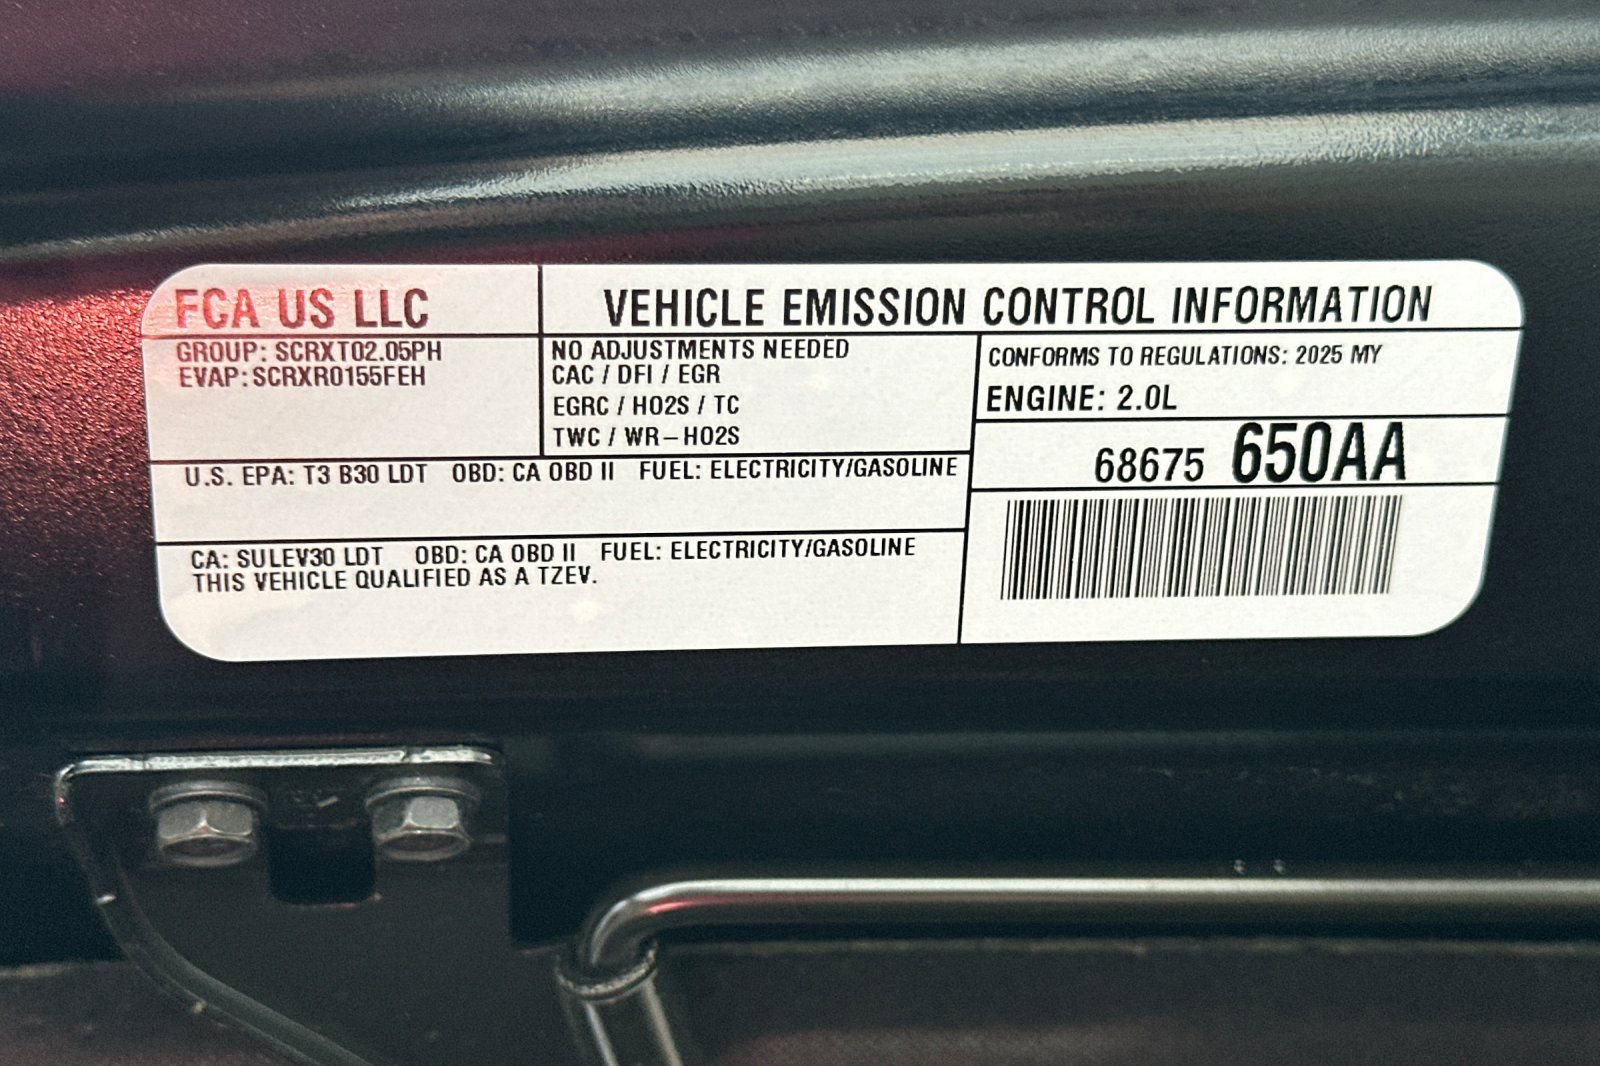 FCA US LLC
VEHICLE EMISSION CONTROL INFORMATION
GROUP: SCRXT02.05PH
EVAP:SCRXR0155FEH
NO ADJUSTMENTS NEEDED
CAC / DFI / EGR
EGRC / HO2S / TC
TWC / WR-HO2S
CONFORMS TO REGULATIONS: 2025 MY
ENGINE: 2.0L
68675 650AA
U.S. EPA: T3 B30 LDT OBD: CA OBD II FUEL: ELECTRICITY/GASOLINE
CA: SULEV30 LDT OBD: CA OBD II FUEL: ELECTRICITY/GASOLINE
THIS VEHICLE QUALIFIED AS A TZEV.